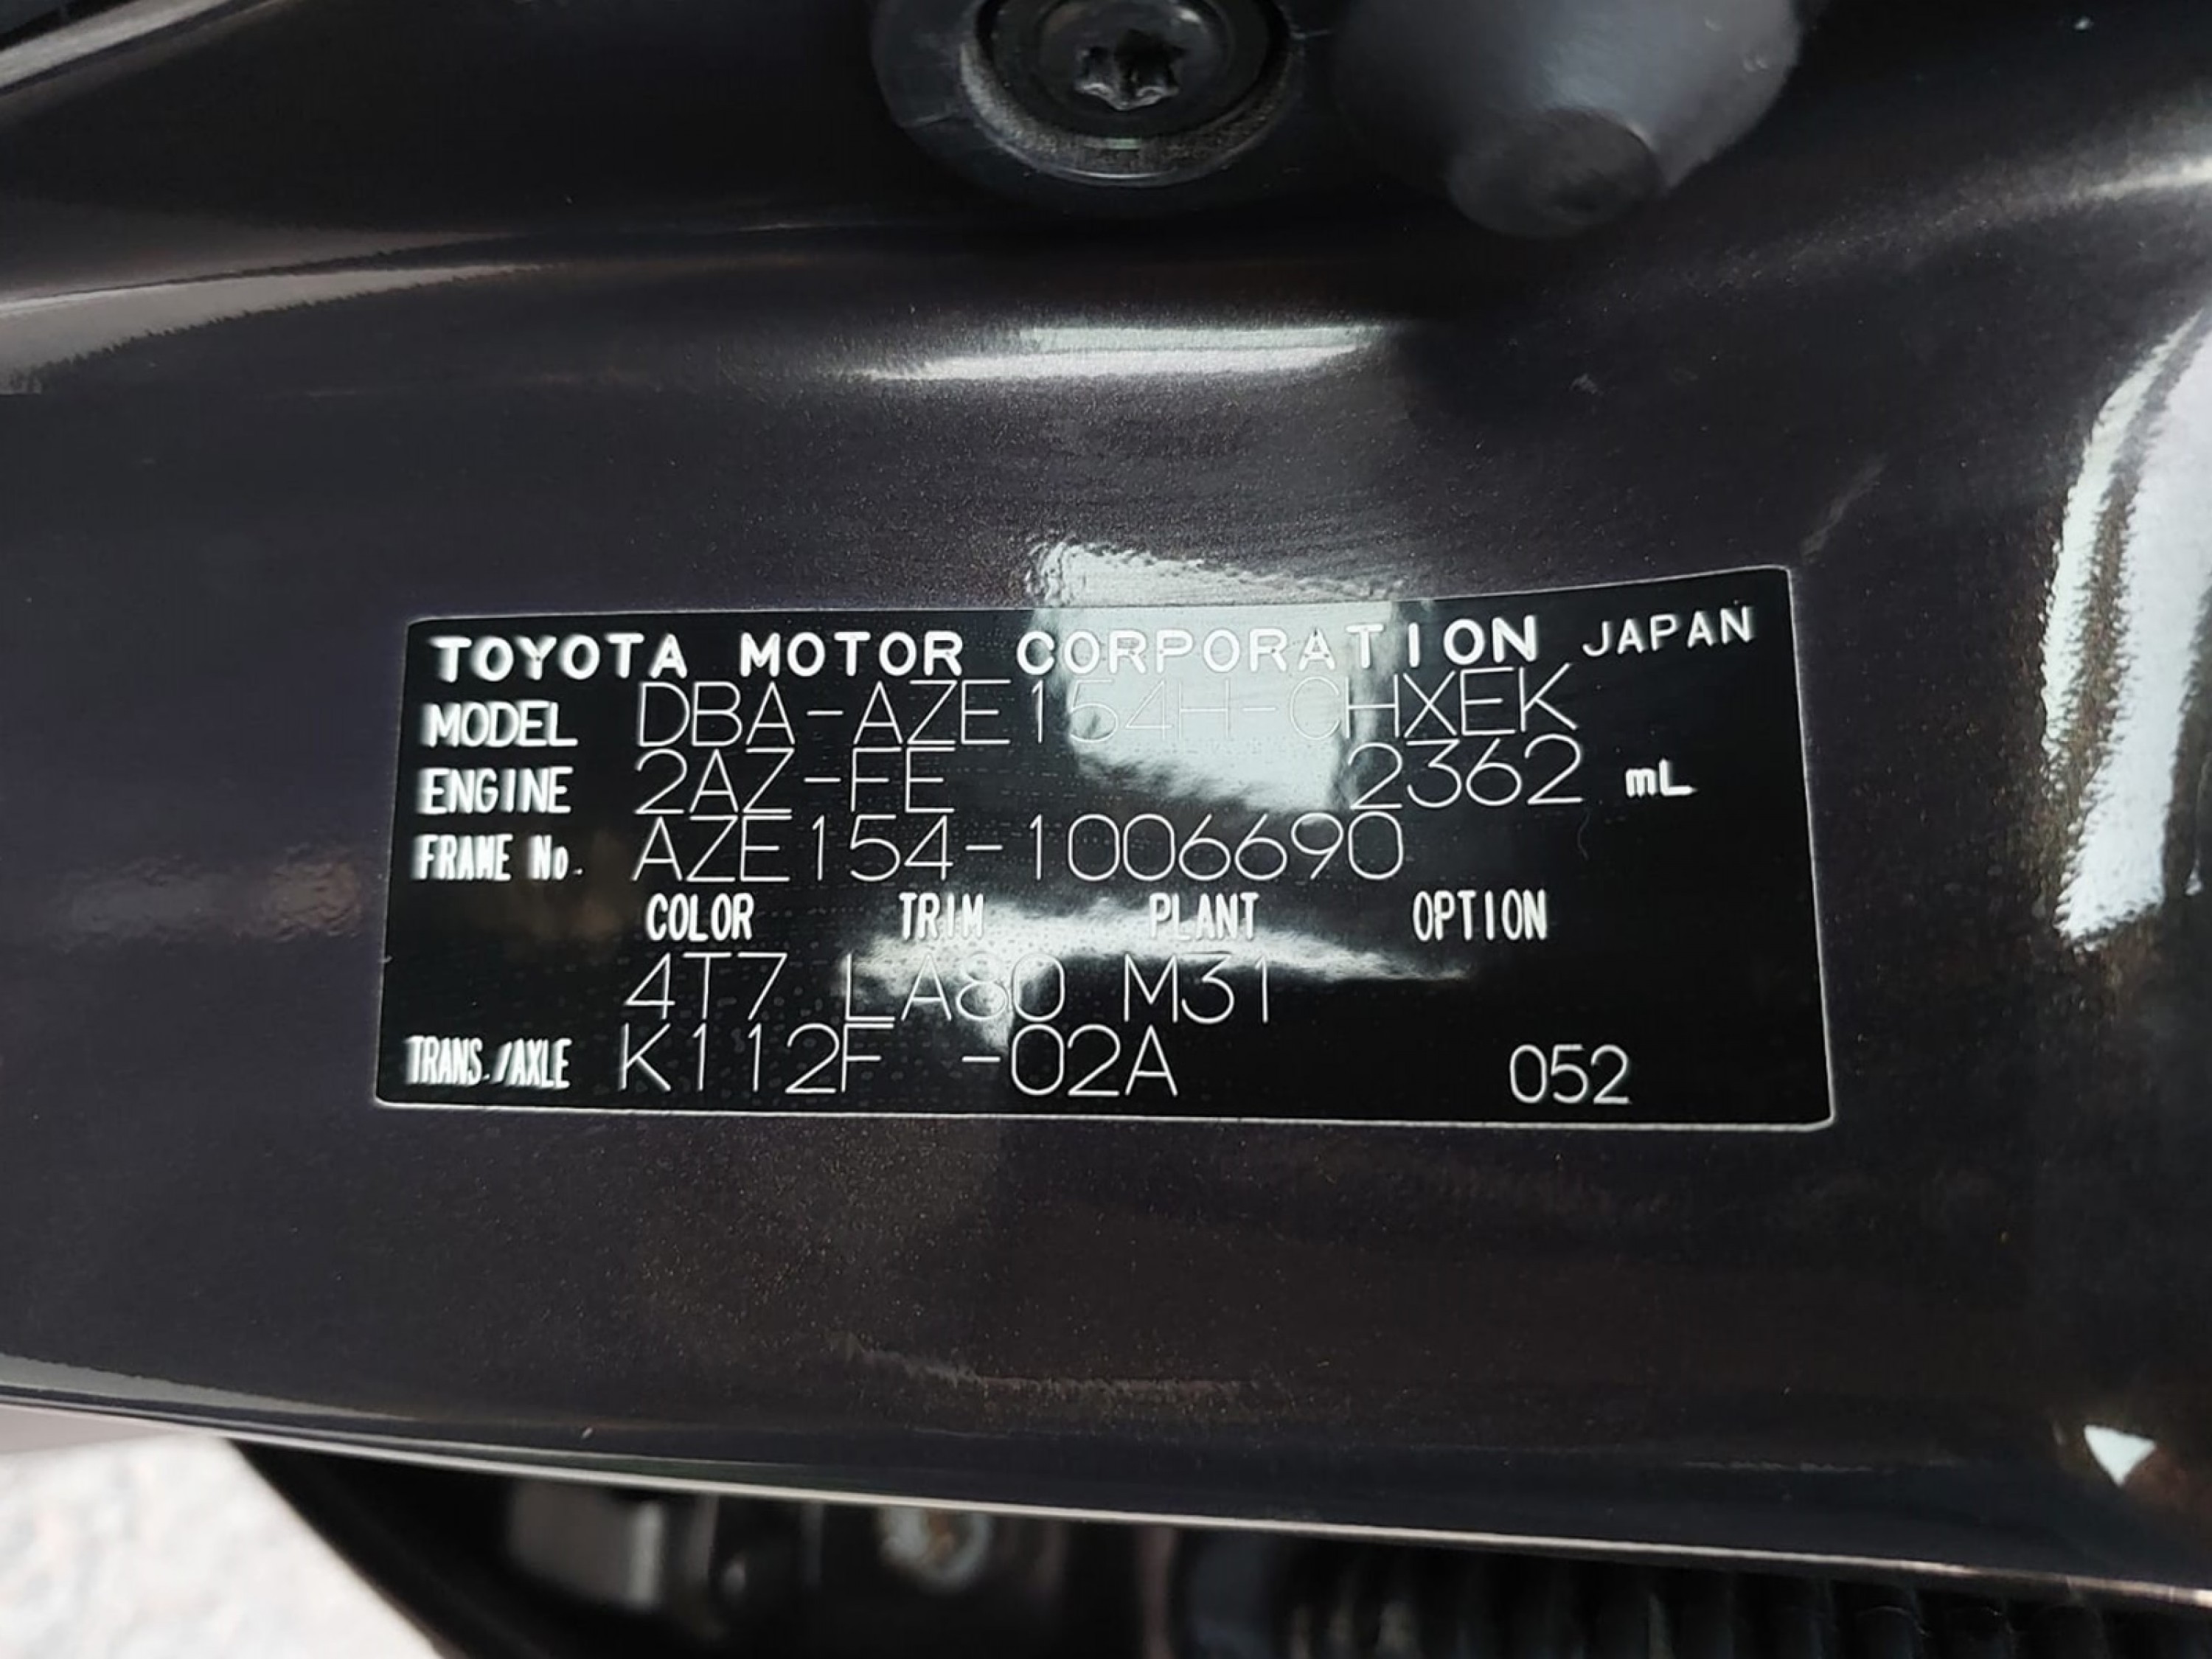 TOYOTA MOTOR CORPORATION JAPAN
MODEL DBA-AZE154H-CHXEK
ENGINE 2AZ-FE 2362 mL
FRAME No. AZE154-1006690
COLOR TRIM PLANT OPTION
4T7 LA80 M31
TRANS./AXLE K112F -02A 052